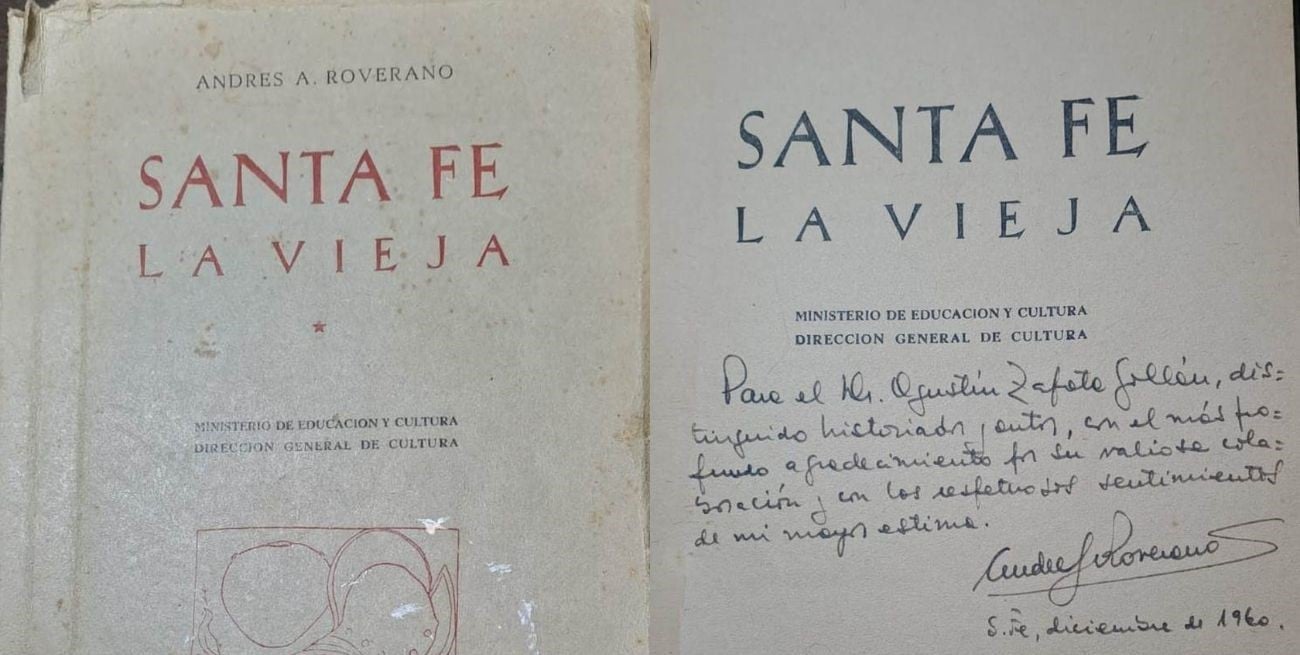 ANDRES A. ROVERANO
SANTA FE
LA VIEJA
MINISTERIO DE EDUCACION Y CULTURA
DIRECCION GENERAL DE CULTURA
SANTA FE
LA VIEJA
MINISTERIO DE EDUCACION Y CULTURA
DIRECCION GENERAL DE CULTURA
Para el Dr. Agustín Zapata Gollán, dis=
tinguido historiador y autor, con el más pro=
fundo agradecimiento por su valiosa cola=
boración y con los respetuosos sentimientos
de mi mayor estima.
Andrés A. Roverano
S. Fe, diciembre de 1960.